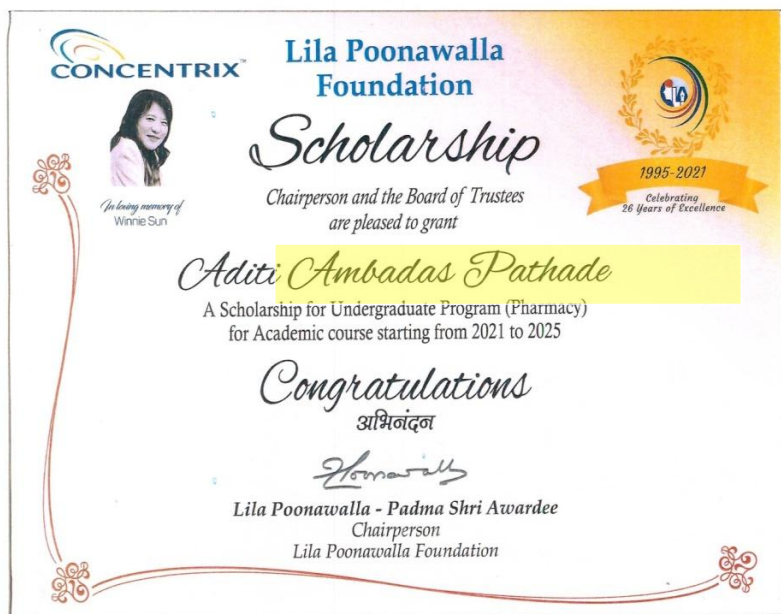 CONCENTRIX™
Lila Poonawalla
Foundation
Scholarship
1995-2021
Celebrating
26 Years of Excellence
In loving memory of
Winnie Sun
Chairperson and the Board of Trustees
are pleased to grant
Aditi Ambadas Pathade
A Scholarship for Undergraduate Program (Pharmacy)
for Academic course starting from 2021 to 2025
Congratulations
अभिनंदन
Lila Poonawalla - Padma Shri Awardee
Chairperson
Lila Poonawalla Foundation